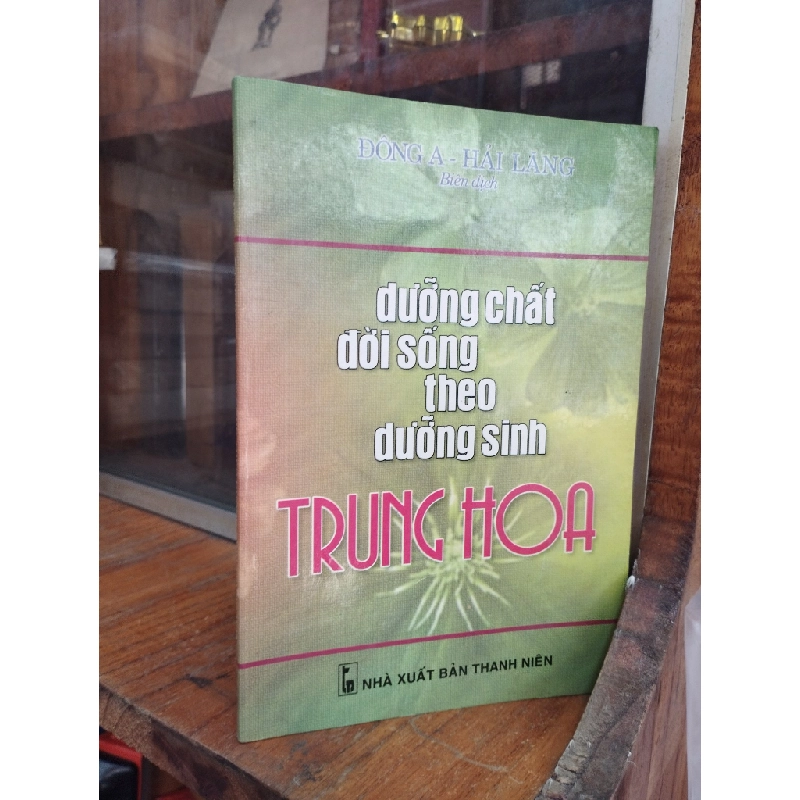 ĐÔNG A - HẢI LĂNG
Biên dịch
dưỡng chất
đời sống
theo
dưỡng sinh
TRUNG HOA
NHÀ XUẤT BẢN THANH NIÊN